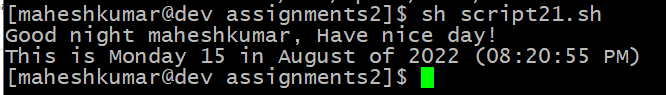 [maheshkumar@dev assignments2]$ sh script21.sh
Good night maheshkumar, Have nice day!
This is Monday 15 in August of 2022 (08:20:55 PM)
[maheshkumar@dev assignments2]$